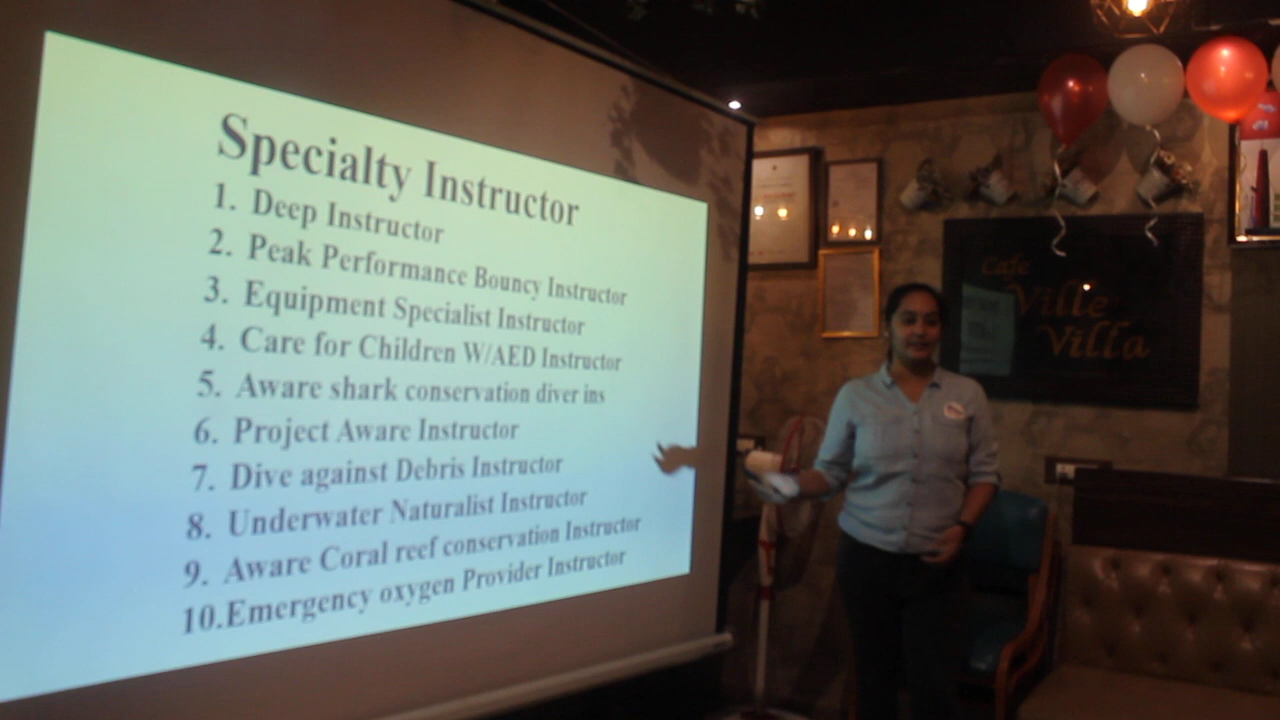 Specialty Instructor
1. Deep Instructor
2. Peak Performance Bouncy Instructor
3. Equipment Specialist Instructor
4. Care for Children W/AED Instructor
5. Aware shark conservation diver ins
6. Project Aware Instructor
7. Dive against Debris Instructor
8. Underwater Naturalist Instructor
9. Aware Coral reef conservation Instructor
10.Emergency oxygen Provider Instructor
Cafe
Ville
Villa